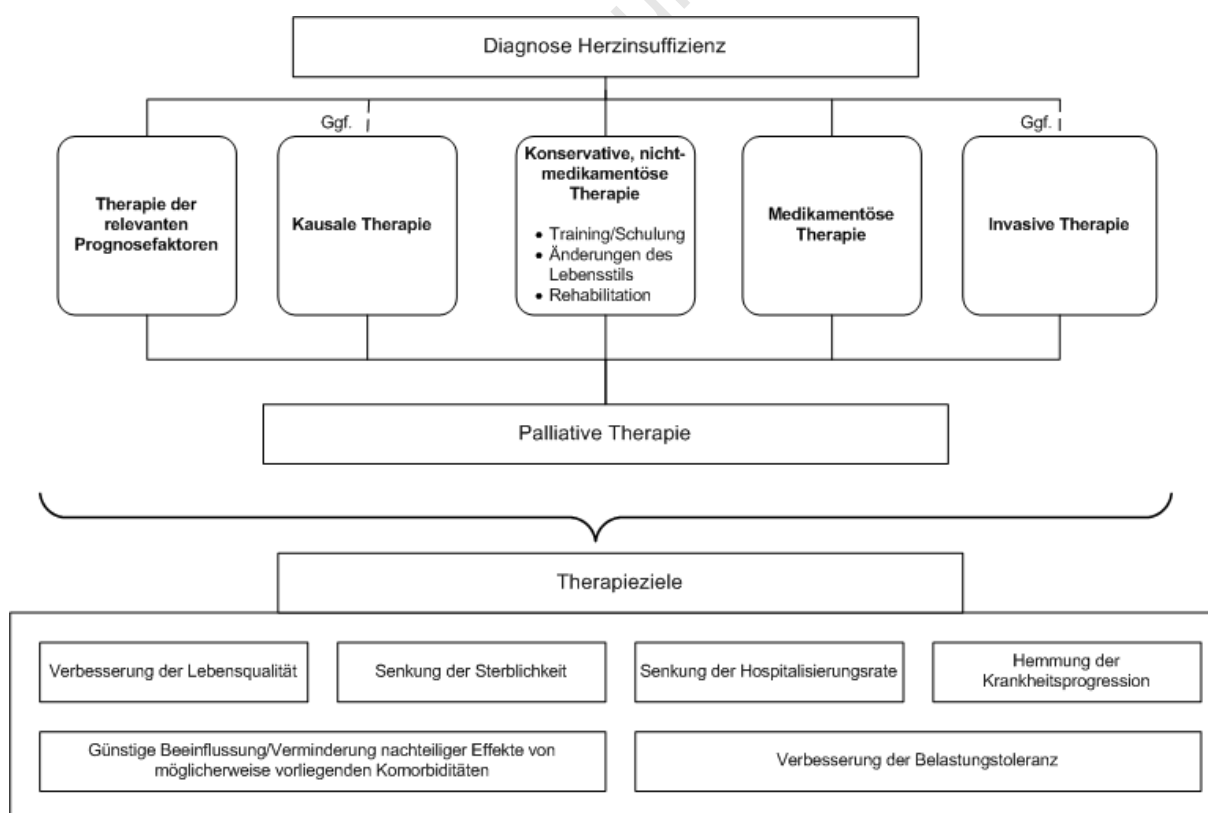 Diagnose Herzinsuffizienz
Ggf.
Ggf.
Therapie der
relevanten
Prognosefaktoren
Kausale Therapie
Konservative, nicht-
medikamentöse
Therapie
• Training/Schulung
• Änderungen des
Lebensstils
• Rehabilitation
Medikamentöse
Therapie
Invasive Therapie
Palliative Therapie
Therapieziele
Verbesserung der Lebensqualität
Senkung der Sterblichkeit
Senkung der Hospitalisierungsrate
Hemmung der
Krankheitsprogression
Günstige Beeinflussung/Verminderung nachteiliger Effekte von
möglicherweise vorliegenden Komorbiditäten
Verbesserung der Belastungstoleranz